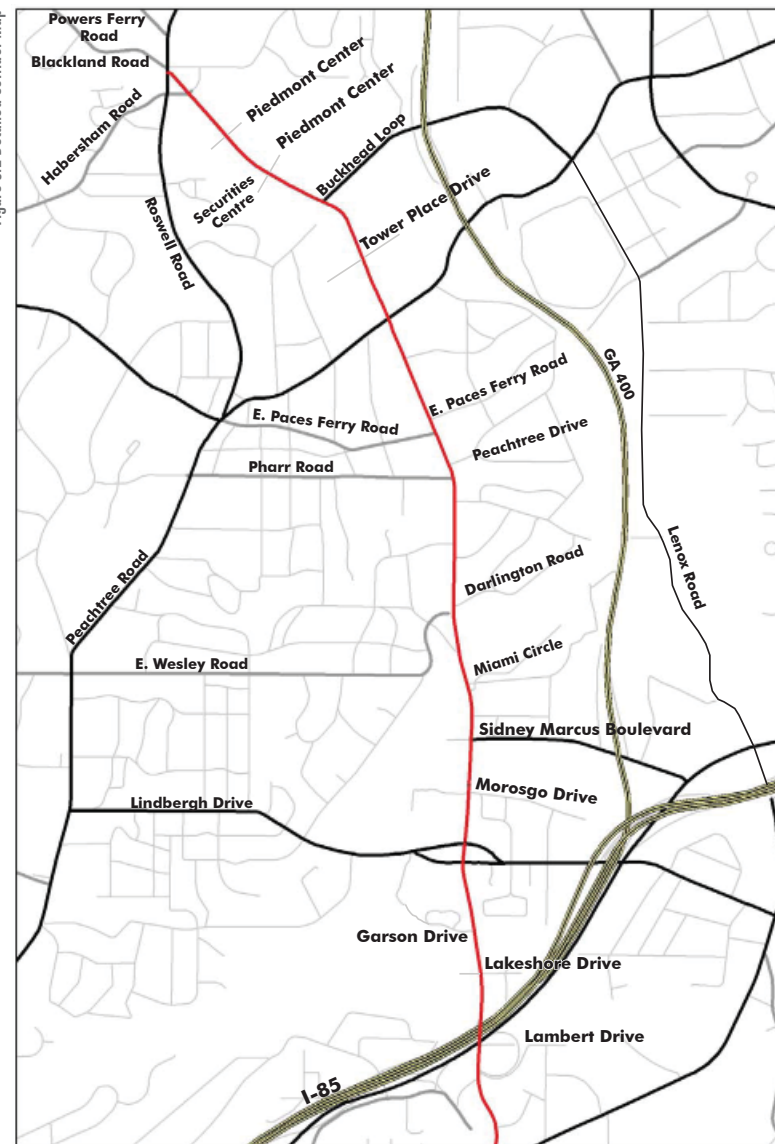 Powers Ferry
Road
Blackland Road
Habersham Road
Piedmont Center
Piedmont Center
Buckhead Loop
Securities
Centre
Roswell Road
Tower Place Drive
GA 400
E. Paces Ferry Road
E. Paces Ferry Road
Peachtree Drive
Pharr Road
Lenox Road
Darlington Road
Peachtree Road
Miami Circle
E. Wesley Road
Sidney Marcus Boulevard
Morosgo Drive
Lindbergh Drive
Garson Drive
Lakeshore Drive
Lambert Drive
I-85